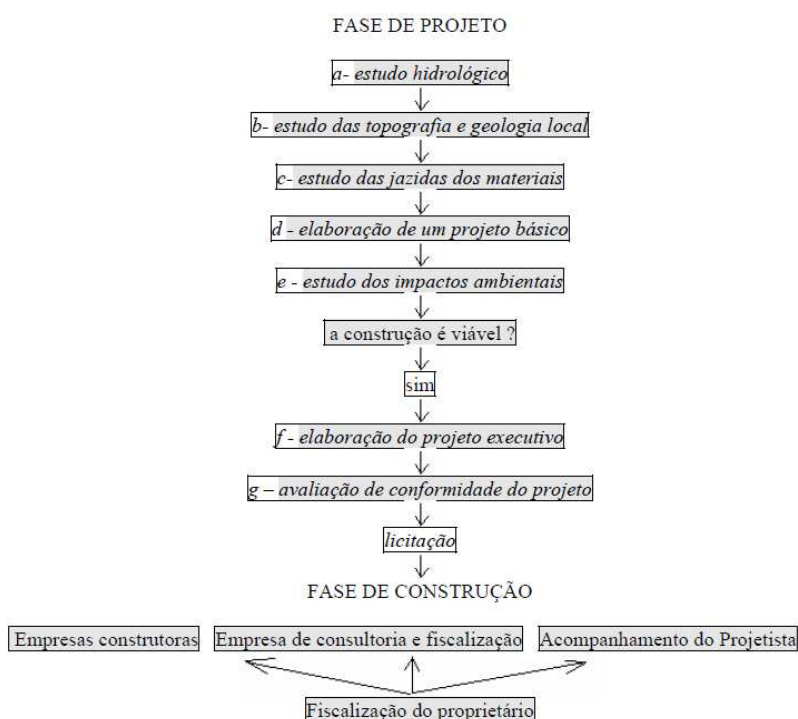 FASE DE PROJETO
a- estudo hidrológico
b- estudo das topografia e geologia local
c- estudo das jazidas dos materiais
d - elaboração de um projeto básico
e - estudo dos impactos ambientais
a construção é viável ?
sim
f - elaboração do projeto executivo
g – avaliação de conformidade do projeto
licitação
FASE DE CONSTRUÇÃO
Empresas construtoras Empresa de consultoria e fiscalização Acompanhamento do Projetista
Fiscalização do proprietário